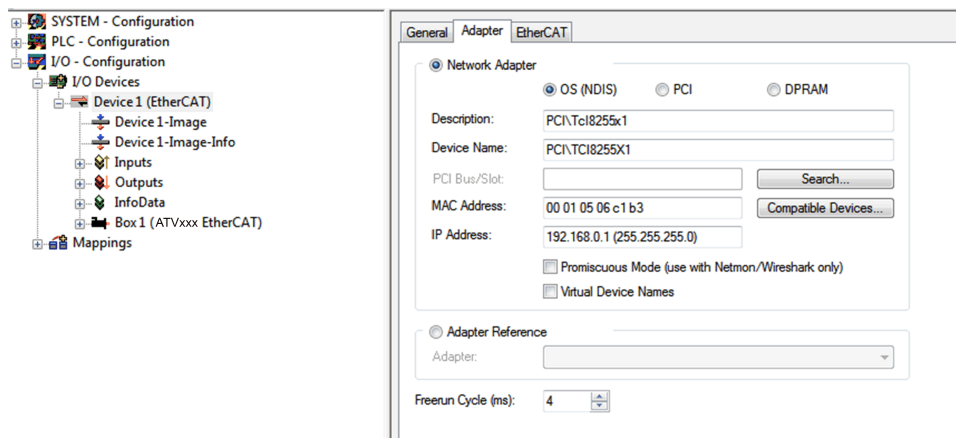 SYSTEM - Configuration
PLC - Configuration
I/O - Configuration
I/O Devices
Device 1 (EtherCAT)
Device 1-Image
Device 1-Image-Info
Inputs
Outputs
InfoData
Box 1 (ATVxxx EtherCAT)
Mappings
General Adapter EtherCAT
Network Adapter
OS (NDIS) PCI DPRAM
Description: PCI\TcI8255x1
Device Name: PCI\TCI8255X1
PCI Bus/Slot: Search...
MAC Address: 00 01 05 06 c1 b3 Compatible Devices...
IP Address: 192.168.0.1 (255.255.255.0)
Promiscuous Mode (use with Netmon/Wireshark only)
Virtual Device Names
Adapter Reference
Adapter:
Freerun Cycle (ms): 4